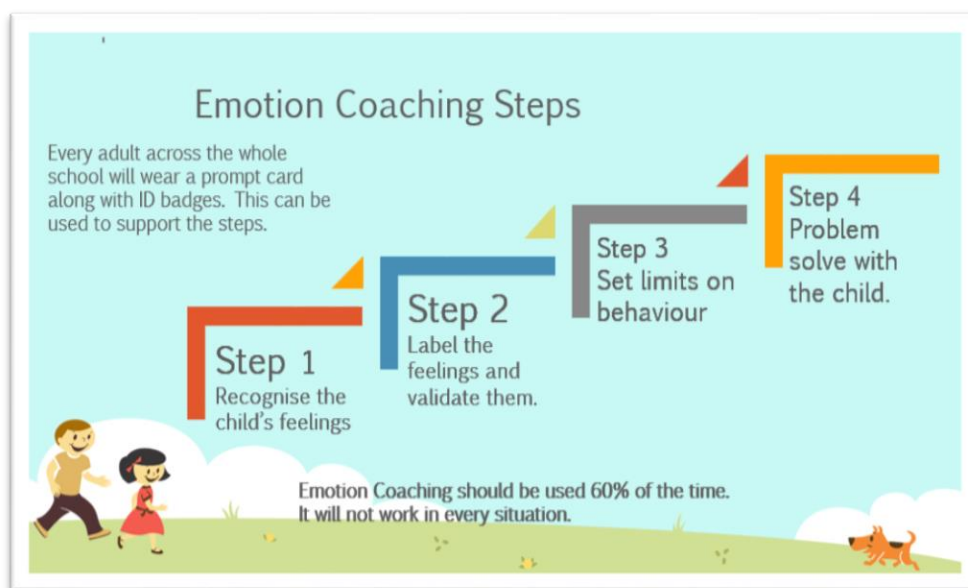 Emotion Coaching Steps
Every adult across the whole
school will wear a prompt card
along with ID badges. This can be
used to support the steps.
Step 1
Recognise the
child's feelings
Step 2
Label the
feelings and
validate them.
Step 3
Set limits on
behaviour
Step 4
Problem
solve with
the child.
Emotion Coaching should be used 60% of the time.
It will not work in every situation.